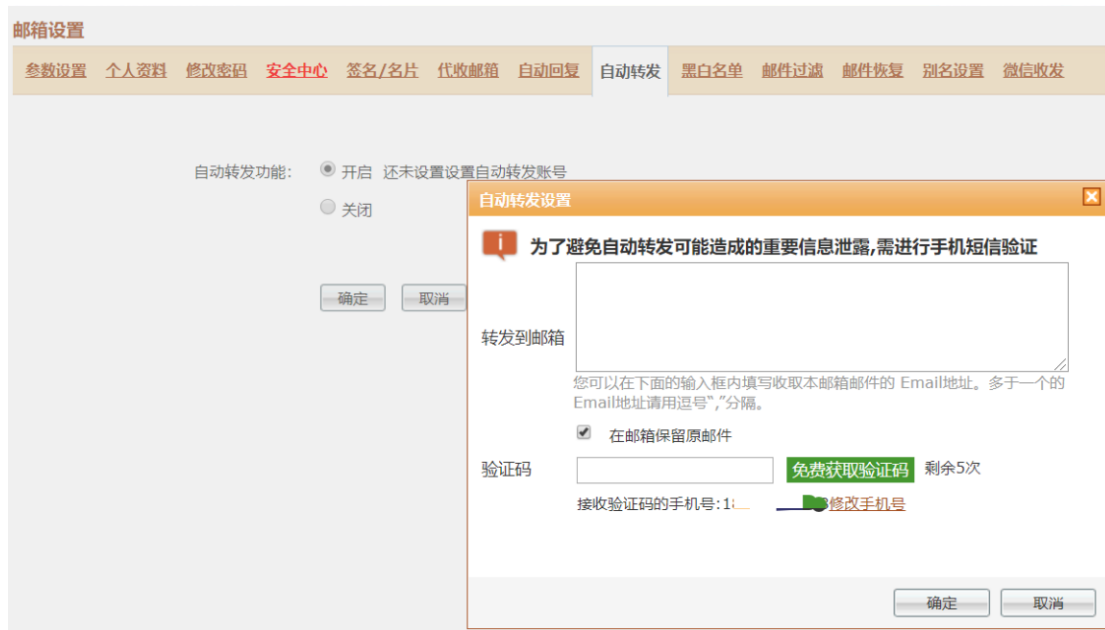 邮箱设置
参数设置 个人资料 修改密码 安全中心 签名/名片 代收邮箱 自动回复 自动转发 黑白名单 邮件过滤 邮件恢复 别名设置 微信收发
自动转发功能: 开启 还未设置设置自动转发账号
关闭
确定 取消
自动转发设置
为了避免自动转发可能造成的重要信息泄露,需进行手机短信验证
转发到邮箱
您可以在下面的输入框内填写收取本邮箱邮件的 Email地址。多于一个的
Email地址请用逗号“,”分隔。
在邮箱保留原邮件
验证码 免费获取验证码 剩余5次
接收验证码的手机号:1 修改手机号
确定 取消